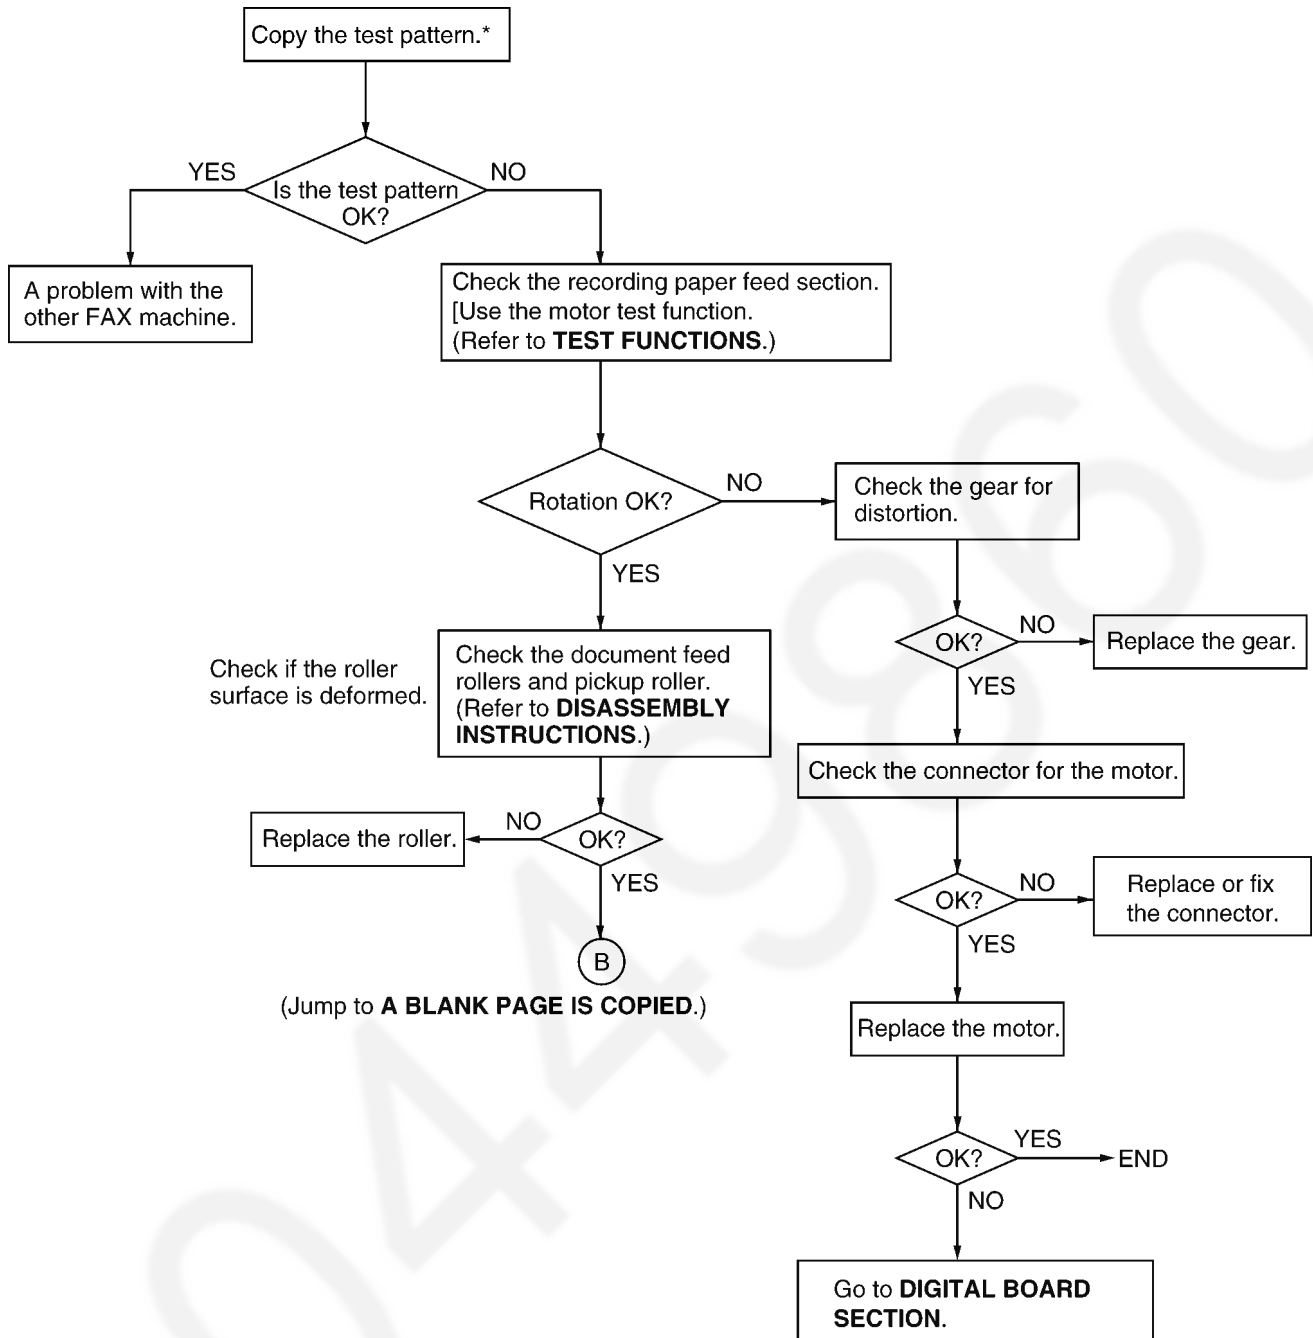 Copy the test pattern.*
YES
NO
Is the test pattern
OK?
A problem with the
other FAX machine.
Check the recording paper feed section.
[Use the motor test function.
(Refer to TEST FUNCTIONS.)
Rotation OK?
NO
YES
Check the gear for
distortion.
OK?
NO
Replace the gear.
YES
Check if the roller
surface is deformed.
Check the document feed
rollers and pickup roller.
(Refer to DISASSEMBLY
INSTRUCTIONS.)
Check the connector for the motor.
Replace the roller.
NO
OK?
YES
B
(Jump to A BLANK PAGE IS COPIED.)
OK?
NO
Replace or fix
the connector.
YES
Replace the motor.
OK?
YES
END
NO
Go to DIGITAL BOARD
SECTION.
0449860